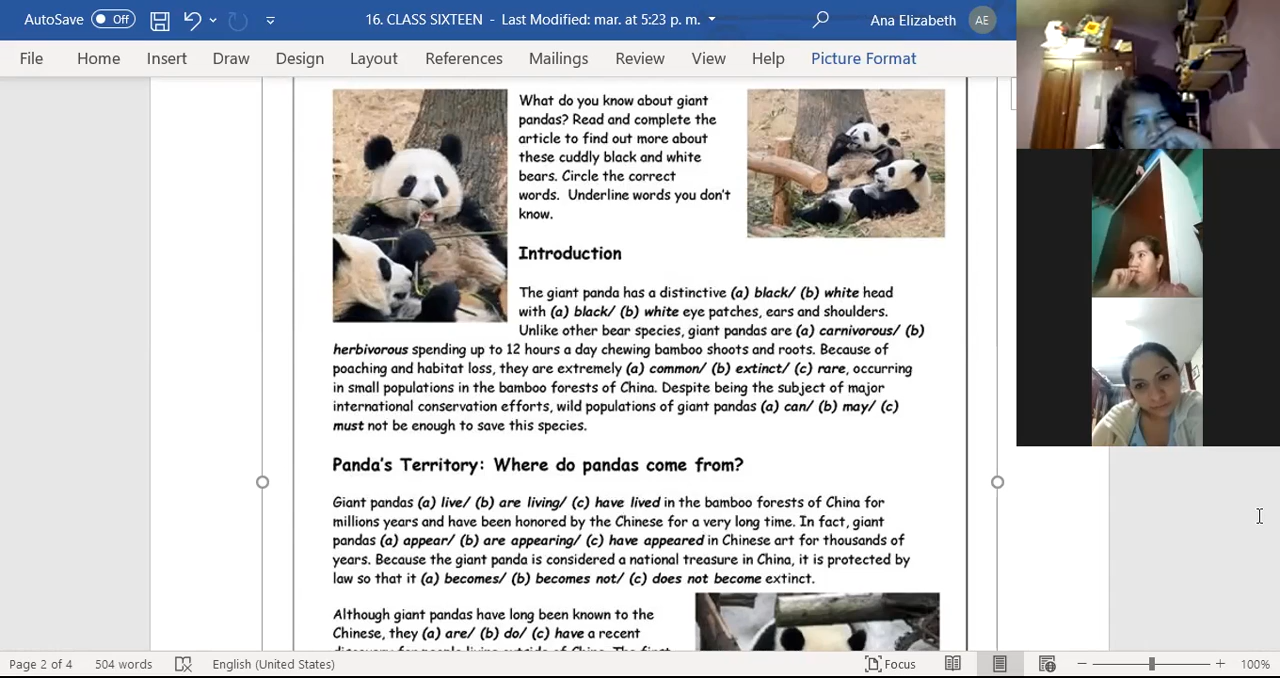 AutoSave Off 16. CLASS SIXTEEN - Last Modified: mar. at 5:23 p. m. Ana Elizabeth AE
File Home Insert Draw Design Layout References Mailings Review View Help Picture Format
What do you know about giant
pandas? Read and complete the
article to find out more about
these cuddly black and white
bears. Circle the correct
words. Underline words you don't
know.
Introduction
The giant panda has a distinctive (a) black/ (b) white head
with (a) black/ (b) white eye patches, ears and shoulders.
Unlike other bear species, giant pandas are (a) carnivorous/ (b)
herbivorous spending up to 12 hours a day chewing bamboo shoots and roots. Because of
poaching and habitat loss, they are extremely (a) common/ (b) extinct/ (c) rare, occurring
in small populations in the bamboo forests of China. Despite being the subject of major
international conservation efforts, wild populations of giant pandas (a) can/ (b) may/ (c)
must not be enough to save this species.
Panda's Territory: Where do pandas come from?
Giant pandas (a) live/ (b) are living/ (c) have lived in the bamboo forests of China for
millions years and have been honored by the Chinese for a very long time. In fact, giant
pandas (a) appear/ (b) are appearing/ (c) have appeared in Chinese art for thousands of
years. Because the giant panda is considered a national treasure in China, it is protected by
law so that it (a) becomes/ (b) becomes not/ (c) does not become extinct.
Although giant pandas have long been known to the
Chinese, they (a) are/ (b) do/ (c) have a recent
discovery for people living outside of China. The first
Page 2 of 4 504 words English (United States) Focus 100%